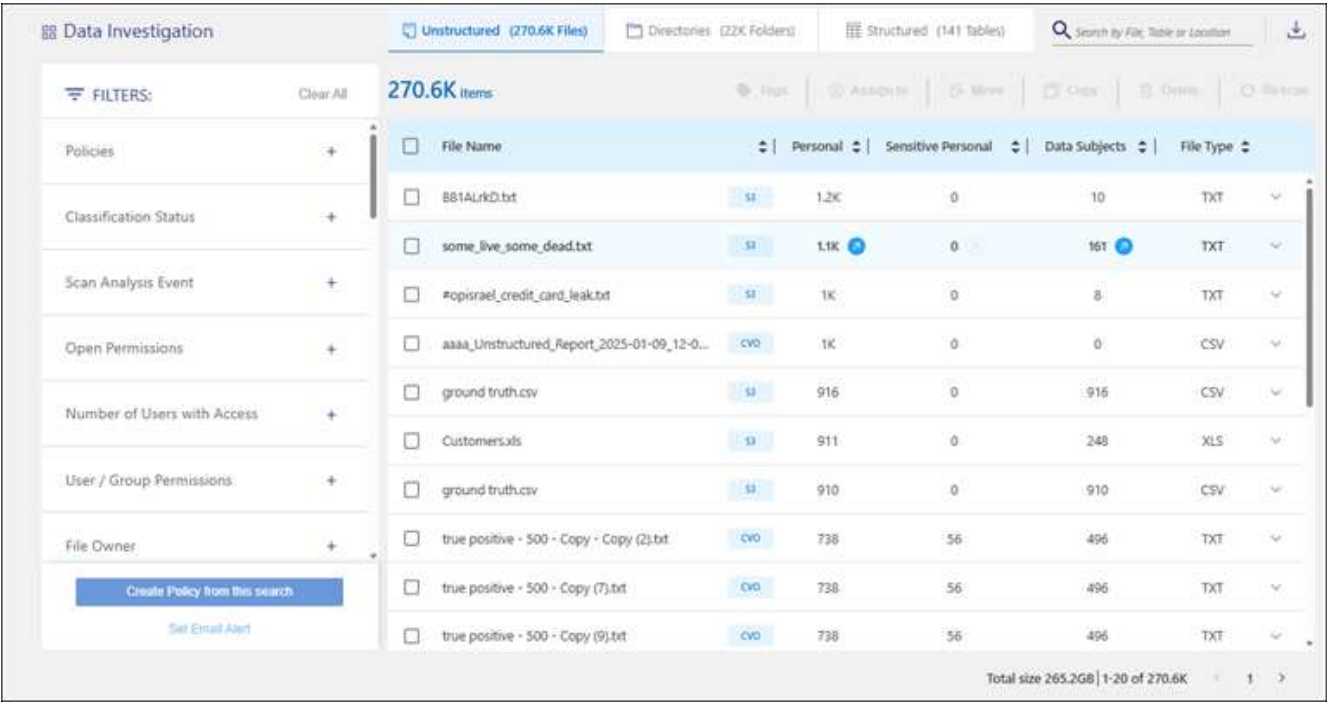 Data Investigation
Unstructured (270.6K Files)
Directories (22K Folders)
Structured (141 Tables)
Search by File, Table or Location
FILTERS:
Clear All
270.6K items
Tags
Assign to
Move
Copy
Delete
Rescan
Policies +
Classification Status +
Scan Analysis Event +
Open Permissions +
Number of Users with Access +
User / Group Permissions +
File Owner +
Create Policy from this search
Set Email Alert
File Name Personal Sensitive Personal Data Subjects File Type
B81ALrkD.txt S3 1.2K 0 10 TXT
some_live_some_dead.txt S3 1.1K 0 161 TXT
#opisrael_credit_card_leak.txt S3 1K 0 8 TXT
aaaa_Unstructured_Report_2025-01-09_12-0... CVO 1K 0 0 CSV
ground truth.csv S3 916 0 916 CSV
Customers.xls S3 911 0 248 XLS
ground truth.csv S3 910 0 910 CSV
true positive - 500 - Copy - Copy (2).txt CVO 738 56 496 TXT
true positive - 500 - Copy (7).txt CVO 738 56 496 TXT
true positive - 500 - Copy (9).txt CVO 738 56 496 TXT
Total size 265.2GB | 1-20 of 270.6K < 1 >